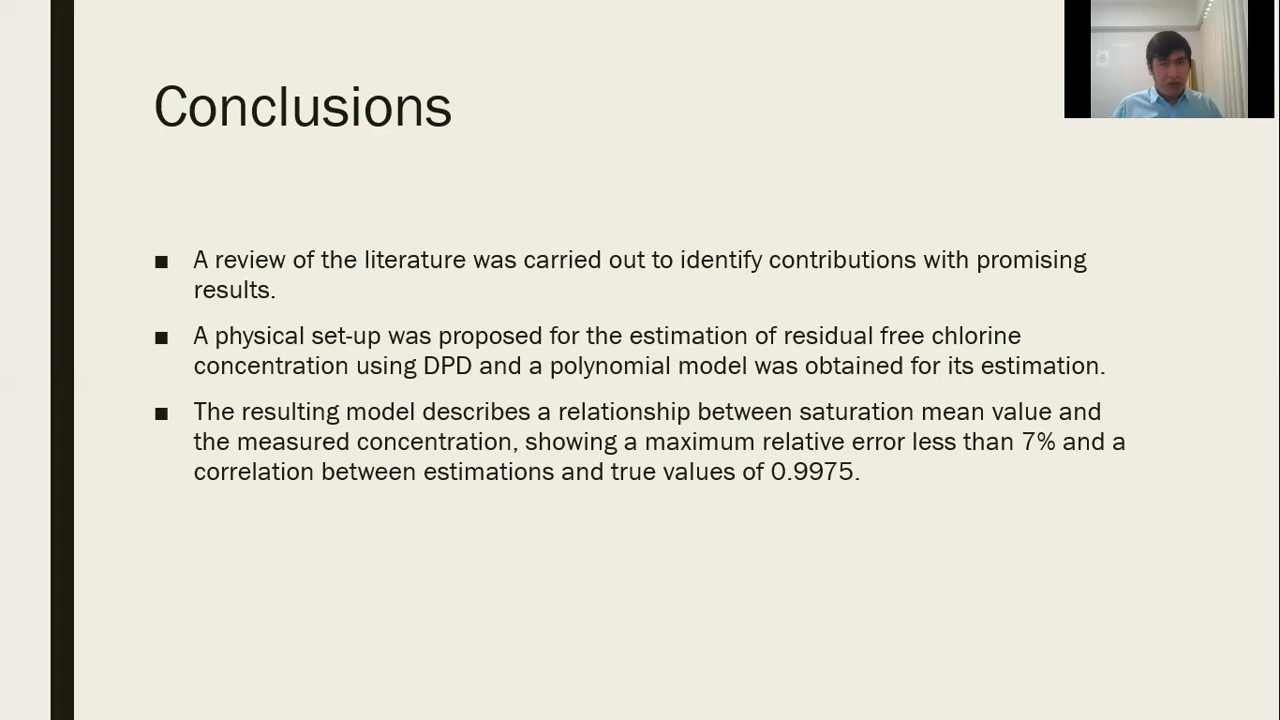 Conclusions
■ A review of the literature was carried out to identify contributions with promising
results.
■ A physical set-up was proposed for the estimation of residual free chlorine
concentration using DPD and a polynomial model was obtained for its estimation.
■ The resulting model describes a relationship between saturation mean value and
the measured concentration, showing a maximum relative error less than 7% and a
correlation between estimations and true values of 0.9975.